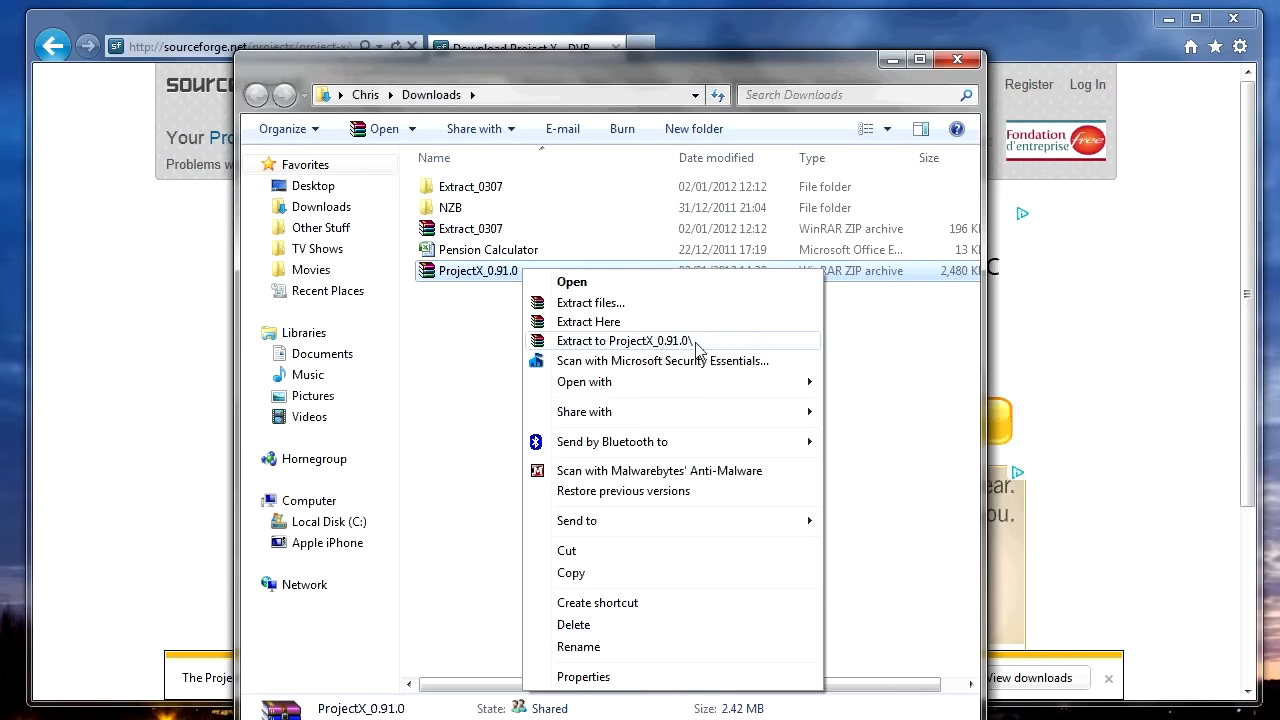 http://sourceforge.net/projects/project-x/
Download Project X - DVB
source
Register
Log In
Your Pr
Problems w
Fondation
d'entreprise
free
Chris
Downloads
Search Downloads
Organize
Open
Share with
E-mail
Burn
New folder
Name
Date modified
Type
Size
Favorites
Desktop
Downloads
Other Stuff
TV Shows
Movies
Recent Places
Libraries
Documents
Music
Pictures
Videos
Homegroup
Computer
Local Disk (C:)
Apple iPhone
Network
Extract_0307 02/01/2012 12:12 File folder
NZB 31/12/2011 21:04 File folder
Extract_0307 02/01/2012 12:12 WinRAR ZIP archive 196 K
Pension Calculator 22/12/2011 17:19 Microsoft Office E... 13 K
ProjectX_0.91.0 WinRAR ZIP archive 2,480 K
Open
Extract files...
Extract Here
Extract to ProjectX_0.91.0\
Scan with Microsoft Security Essentials...
Open with
Share with
Send by Bluetooth to
Scan with Malwarebytes' Anti-Malware
Restore previous versions
Send to
Cut
Copy
Create shortcut
Delete
Rename
Properties
ear.
ou.
The Proje
View downloads
ProjectX_0.91.0
State:
Shared
Size: 2.42 MB